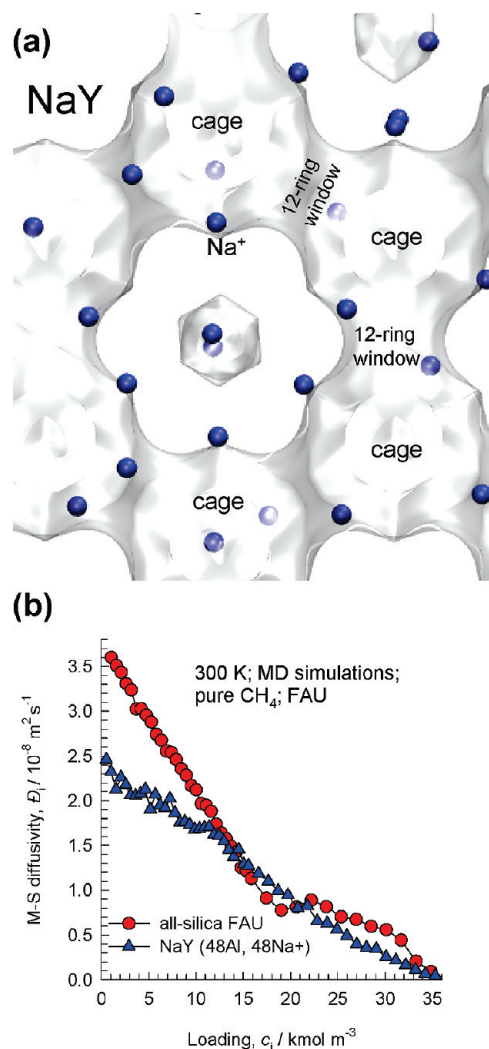 (a)
NaY
cage
12-ring
window
cage
Na⁺
12-ring
window
cage
cage
(b)
300 K; MD simulations;
pure CH₄; FAU
M-S diffusivity, Đᵢ / 10⁻⁸ m² s⁻¹
3.5
3.0
2.5
2.0
1.5
1.0
0.5
0.0
all-silica FAU
NaY (48Al, 48Na+)
0 5 10 15 20 25 30 35
Loading, cᵢ / kmol m⁻³